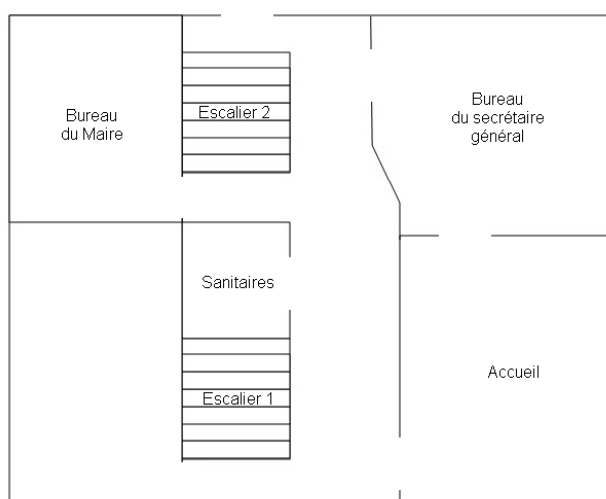 Bureau
du Maire
Escalier 2
Bureau
du secrétaire
général
Sanitaires
Escalier 1
Accueil